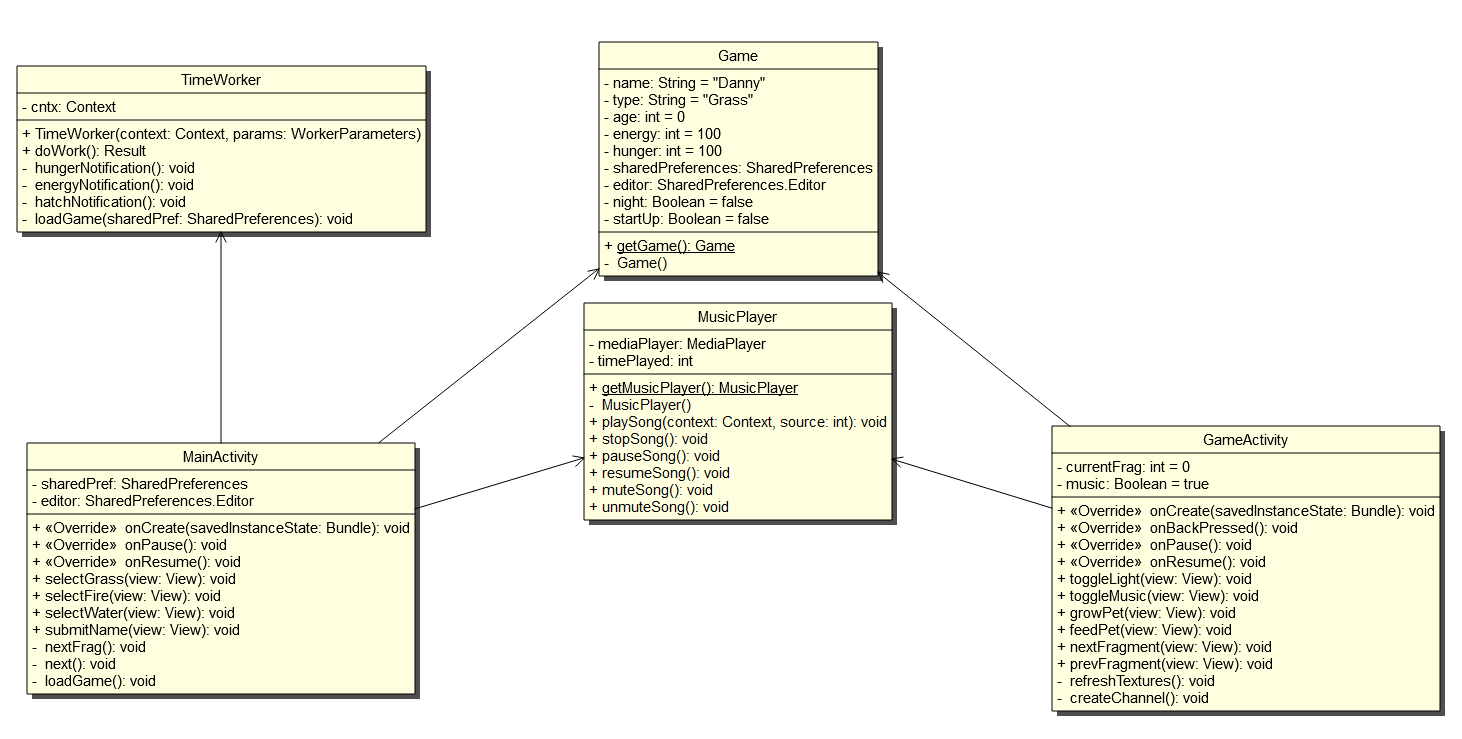 TimeWorker
- cntx: Context
+ TimeWorker(context: Context, params: WorkerParameters)
+ doWork(): Result
- hungerNotification(): void
- energyNotification(): void
- hatchNotification(): void
- loadGame(sharedPref: SharedPreferences): void
Game
- name: String = "Danny"
- type: String = "Grass"
- age: int = 0
- energy: int = 100
- hunger: int = 100
- sharedPreferences: SharedPreferences
- editor: SharedPreferences.Editor
- night: Boolean = false
- startUp: Boolean = false
+ getGame(): Game
- Game()
MusicPlayer
- mediaPlayer: MediaPlayer
- timePlayed: int
+ getMusicPlayer(): MusicPlayer
- MusicPlayer()
+ playSong(context: Context, source: int): void
+ stopSong(): void
+ pauseSong(): void
+ resumeSong(): void
+ muteSong(): void
+ unmuteSong(): void
MainActivity
- sharedPref: SharedPreferences
- editor: SharedPreferences.Editor
+ «Override» onCreate(savedInstanceState: Bundle): void
+ «Override» onPause(): void
+ «Override» onResume(): void
+ selectGrass(view: View): void
+ selectFire(view: View): void
+ selectWater(view: View): void
+ submitName(view: View): void
- nextFrag(): void
- next(): void
- loadGame(): void
GameActivity
- currentFrag: int = 0
- music: Boolean = true
+ «Override» onCreate(savedInstanceState: Bundle): void
+ «Override» onBackPressed(): void
+ «Override» onPause(): void
+ «Override» onResume(): void
+ toggleLight(view: View): void
+ toggleMusic(view: View): void
+ growPet(view: View): void
+ feedPet(view: View): void
+ nextFragment(view: View): void
+ prevFragment(view: View): void
- refreshTextures(): void
- createChannel(): void